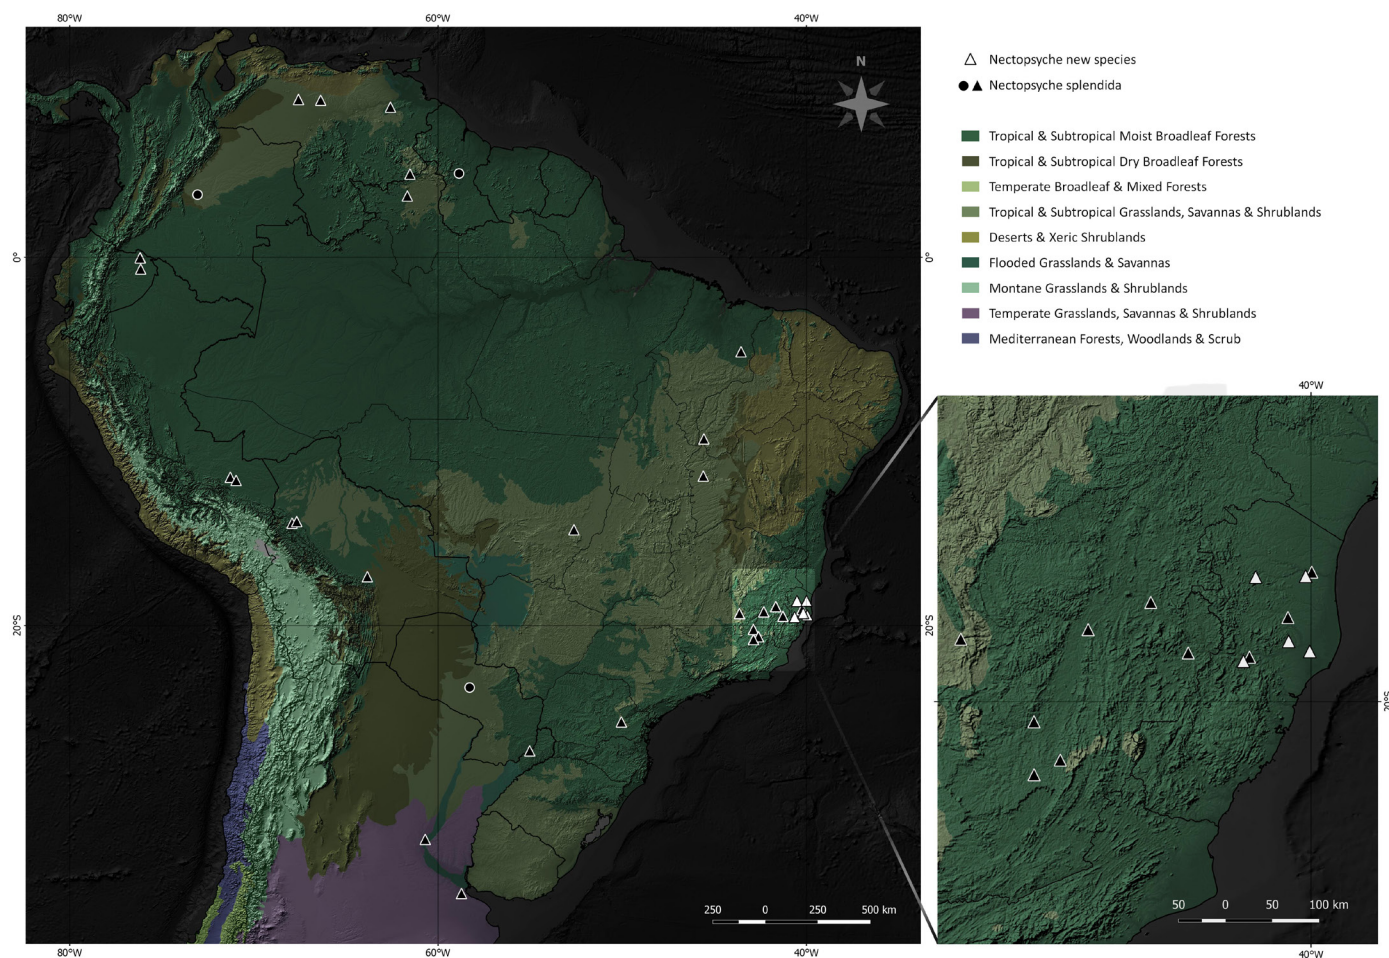 80°W 60°W 40°W
N
Nectopsyche new species
Nectopsyche splendida
Tropical & Subtropical Moist Broadleaf Forests
Tropical & Subtropical Dry Broadleaf Forests
Temperate Broadleaf & Mixed Forests
Tropical & Subtropical Grasslands, Savannas & Shrublands
Deserts & Xeric Shrublands
Flooded Grasslands & Savannas
Montane Grasslands & Shrublands
Temperate Grasslands, Savannas & Shrublands
Mediterranean Forests, Woodlands & Scrub
0° 0°
40°W
20°S 20°S
20°S
250 0 250 500 km
50 0 50 100 km
80°W 60°W 40°W
40°W